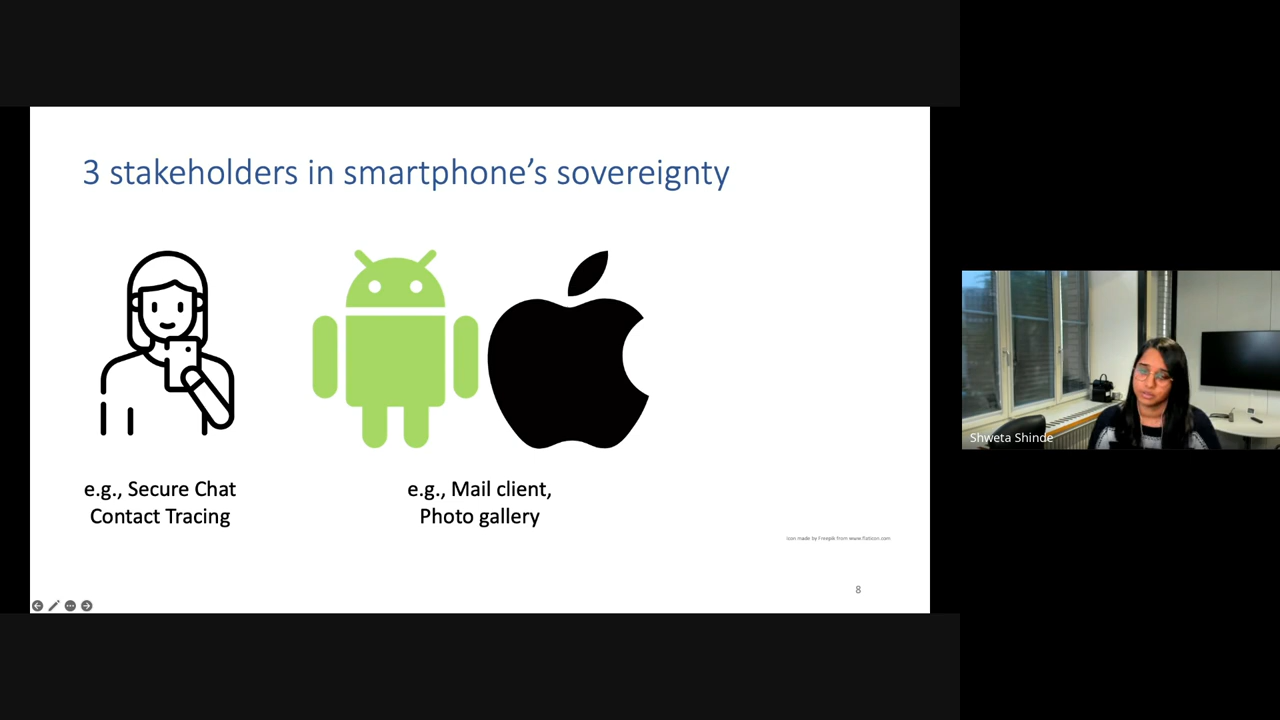 3 stakeholders in smartphone's sovereignty
e.g., Secure Chat
Contact Tracing
e.g., Mail client,
Photo gallery
Icon made by Freepik from www.flaticon.com
8
Shweta Shinde